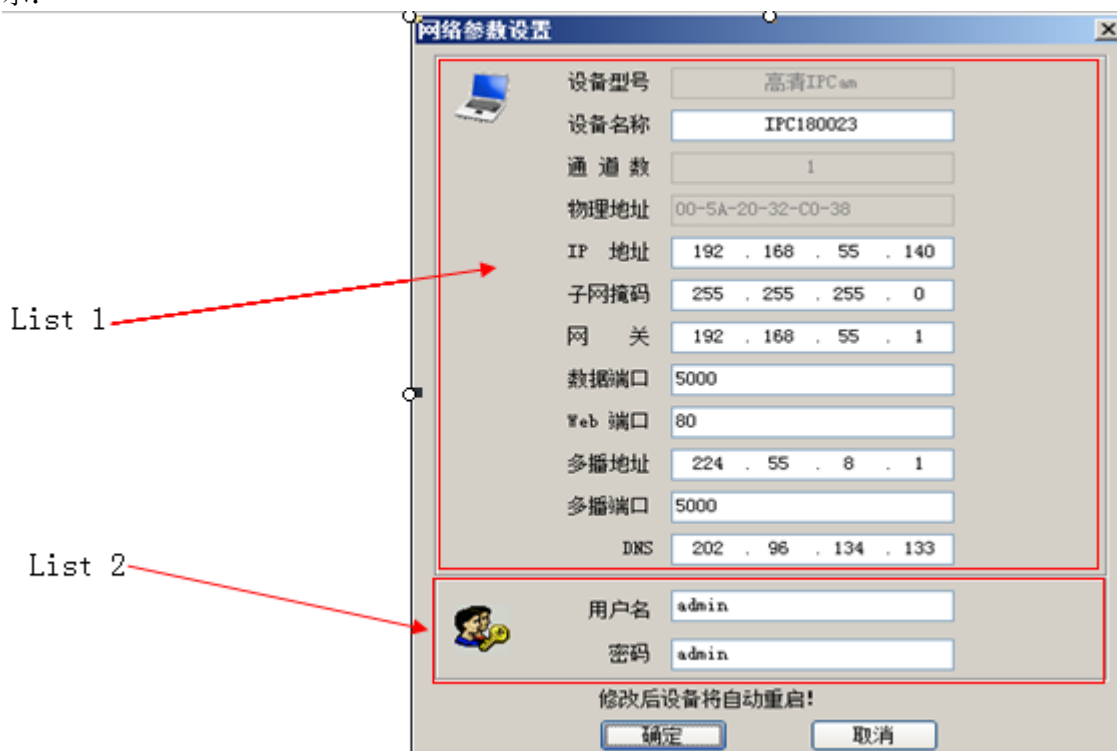 网络参数设置
设备型号 高清IPCam
设备名称 IPC180023
通 道 数 1
物理地址 00-5A-20-32-C0-38
IP 地址 192 . 168 . 55 . 140
子网掩码 255 . 255 . 255 . 0
网 关 192 . 168 . 55 . 1
List 1
数据端口 5000
Web 端口 80
多播地址 224 . 55 . 8 . 1
多播端口 5000
DNS 202 . 96 . 134 . 133
List 2
用户名 admin
密码 admin
修改后设备将自动重启!
确定 取消